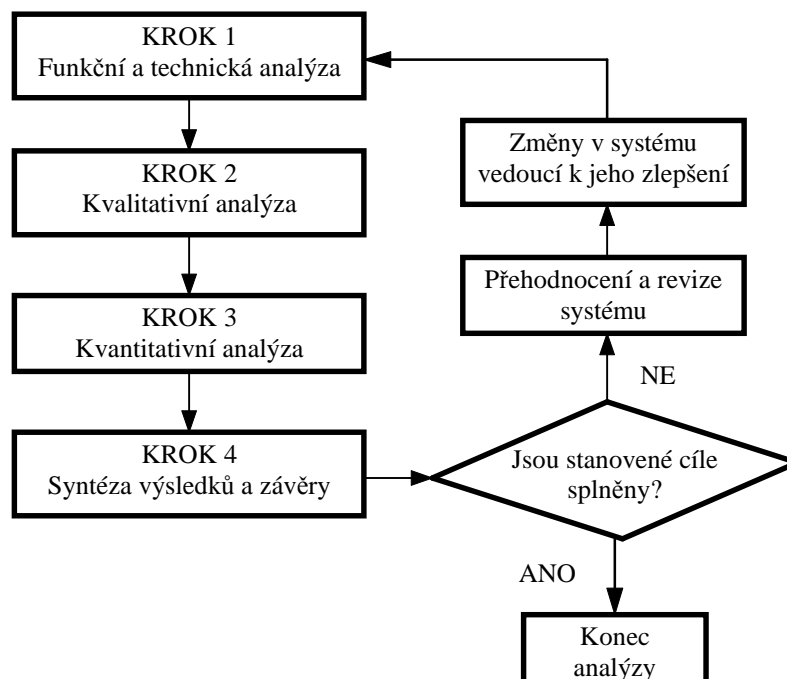 KROK 1
Funkční a technická analýza
KROK 2
Kvalitativní analýza
KROK 3
Kvantitativní analýza
KROK 4
Syntéza výsledků a závěry
Změny v systému
vedoucí k jeho zlepšení
Přehodnocení a revize
systému
NE
Jsou stanovené cíle
splněny?
ANO
Konec
analýzy